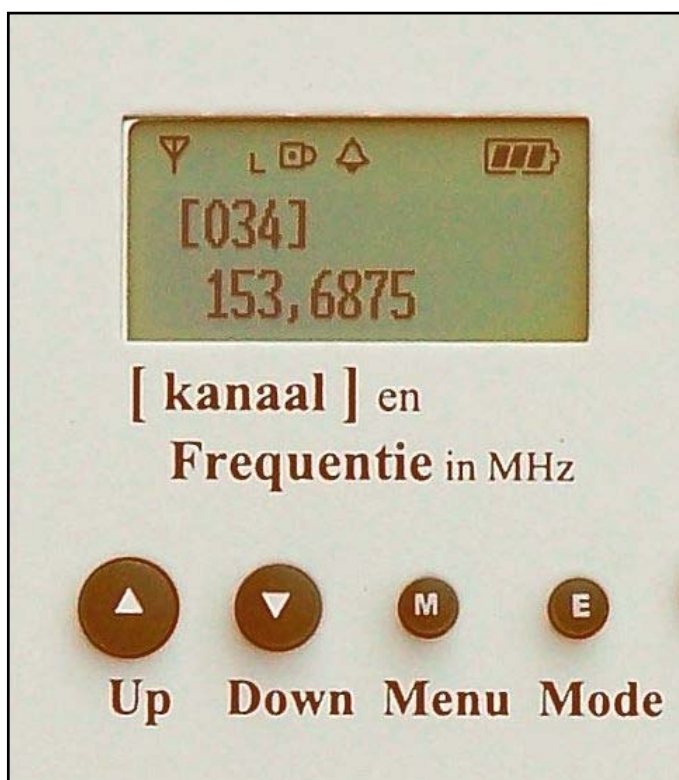 L
[034]
153,6875
[ kanaal ] en
Frequentie in MHz
M E
Up Down Menu Mode